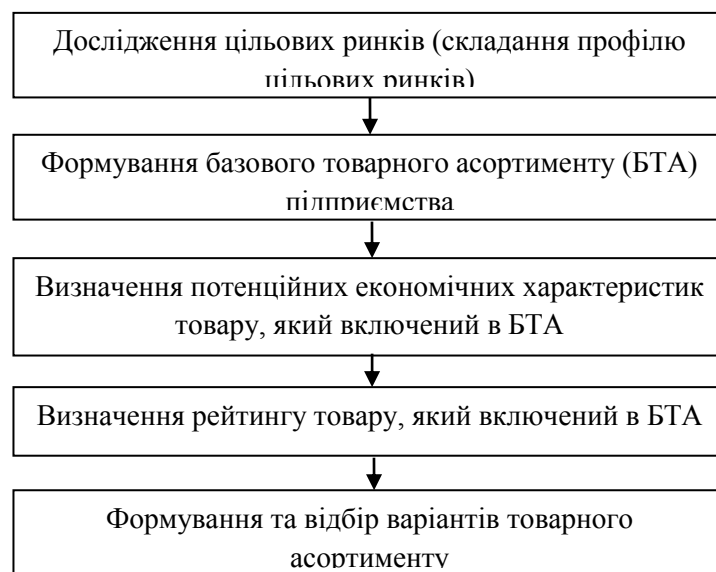 Дослідження цільових ринків (складання профілю
цільових ринків)
Формування базового товарного асортименту (БТА)
підприємства
Визначення потенційних економічних характеристик
товару, який включений в БТА
Визначення рейтингу товару, який включений в БТА
Формування та відбір варіантів товарного
асортименту